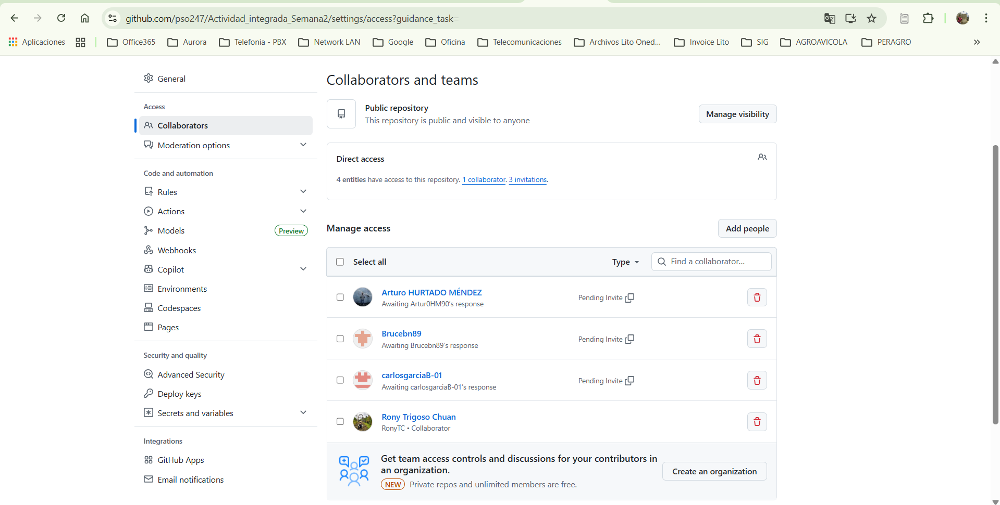 github.com/pso247/Actividad_integrada_Semana2/settings/access?guidance_task=
Aplicaciones
Office365
Aurora
Telefonia - PBX
Network LAN
Google
Oficina
Telecomunicaciones
Archivos Lito Oned...
Invoice Lito
SIG
AGROAVICOLA
PERAGRO
»
General
Access
Collaborators
Moderation options
Code and automation
Rules
Actions
Models
Preview
Webhooks
Copilot
Environments
Codespaces
Pages
Security and quality
Advanced Security
Deploy keys
Secrets and variables
Integrations
GitHub Apps
Email notifications
Collaborators and teams
Public repository
This repository is public and visible to anyone
Manage visibility
Direct access
4 entities have access to this repository. 1 collaborator. 3 invitations.
Manage access
Add people
Select all
Type
Find a collaborator...
Arturo HURTADO MÉNDEZ
Awaiting Artur0HM90's response
Pending Invite
Brucebn89
Awaiting Brucebn89's response
Pending Invite
carlosgarciaB-01
Awaiting carlosgarciaB-01's response
Pending Invite
Rony Trigoso Chuan
RonyTC • Collaborator
Get team access controls and discussions for your contributors in
an organization.
NEW Private repos and unlimited members are free.
Create an organization